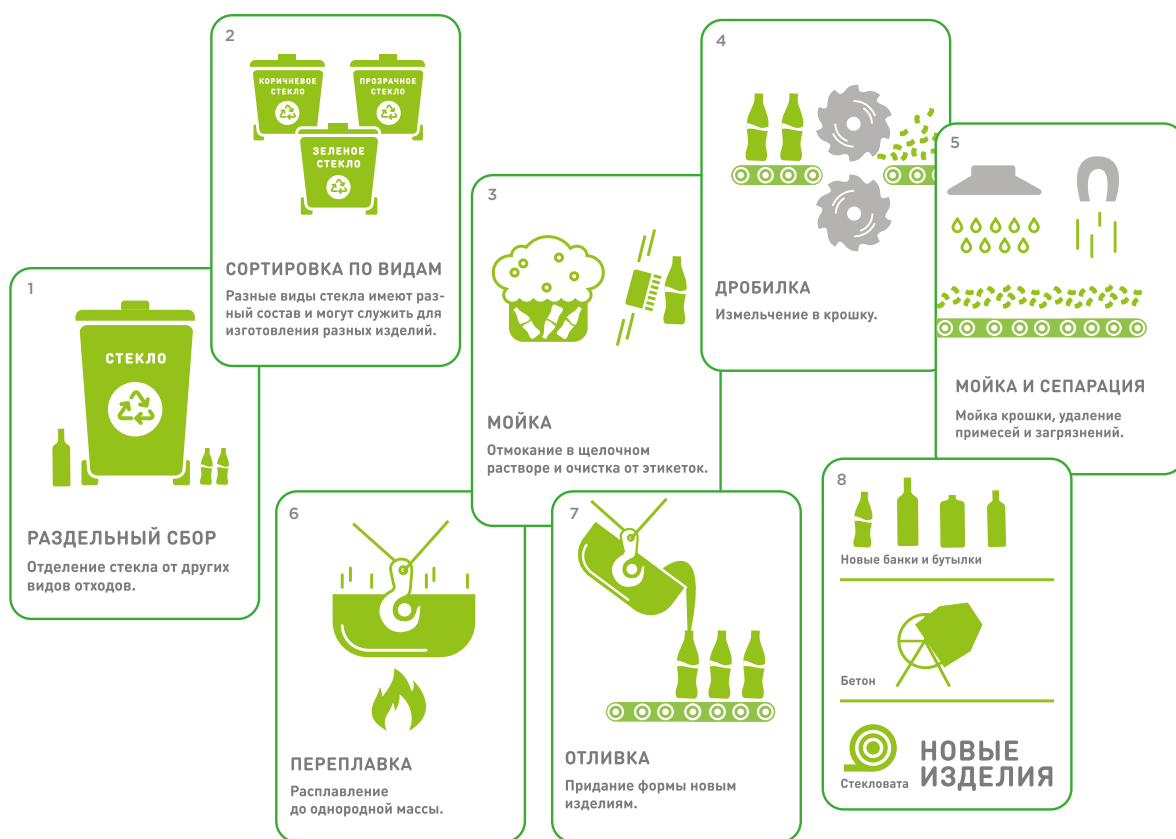 1
СТЕКЛО
РАЗДЕЛЬНЫЙ СБОР
Отделение стекла от других
видов отходов.
2
КОРИЧНЕВОЕ
СТЕКЛО
ПРОЗРАЧНОЕ
СТЕКЛО
ЗЕЛЕНОЕ
СТЕКЛО
СОРТИРОВКА ПО ВИДАМ
Разные виды стекла имеют раз-
ный состав и могут служить для
изготовления разных изделий.
3
МОЙКА
Отмокание в щелочном
растворе и очистка от этикеток.
4
ДРОБИЛКА
Измельчение в крошку.
5
МОЙКА И СЕПАРАЦИЯ
Мойка крошки, удаление
примесей и загрязнений.
6
ПЕРЕПЛАВКА
Расплавление
до однородной массы.
7
ОТЛИВКА
Придание формы новым
изделиям.
8
Новые банки и бутылки
Бетон
Стекловата
НОВЫЕ
ИЗДЕЛИЯ